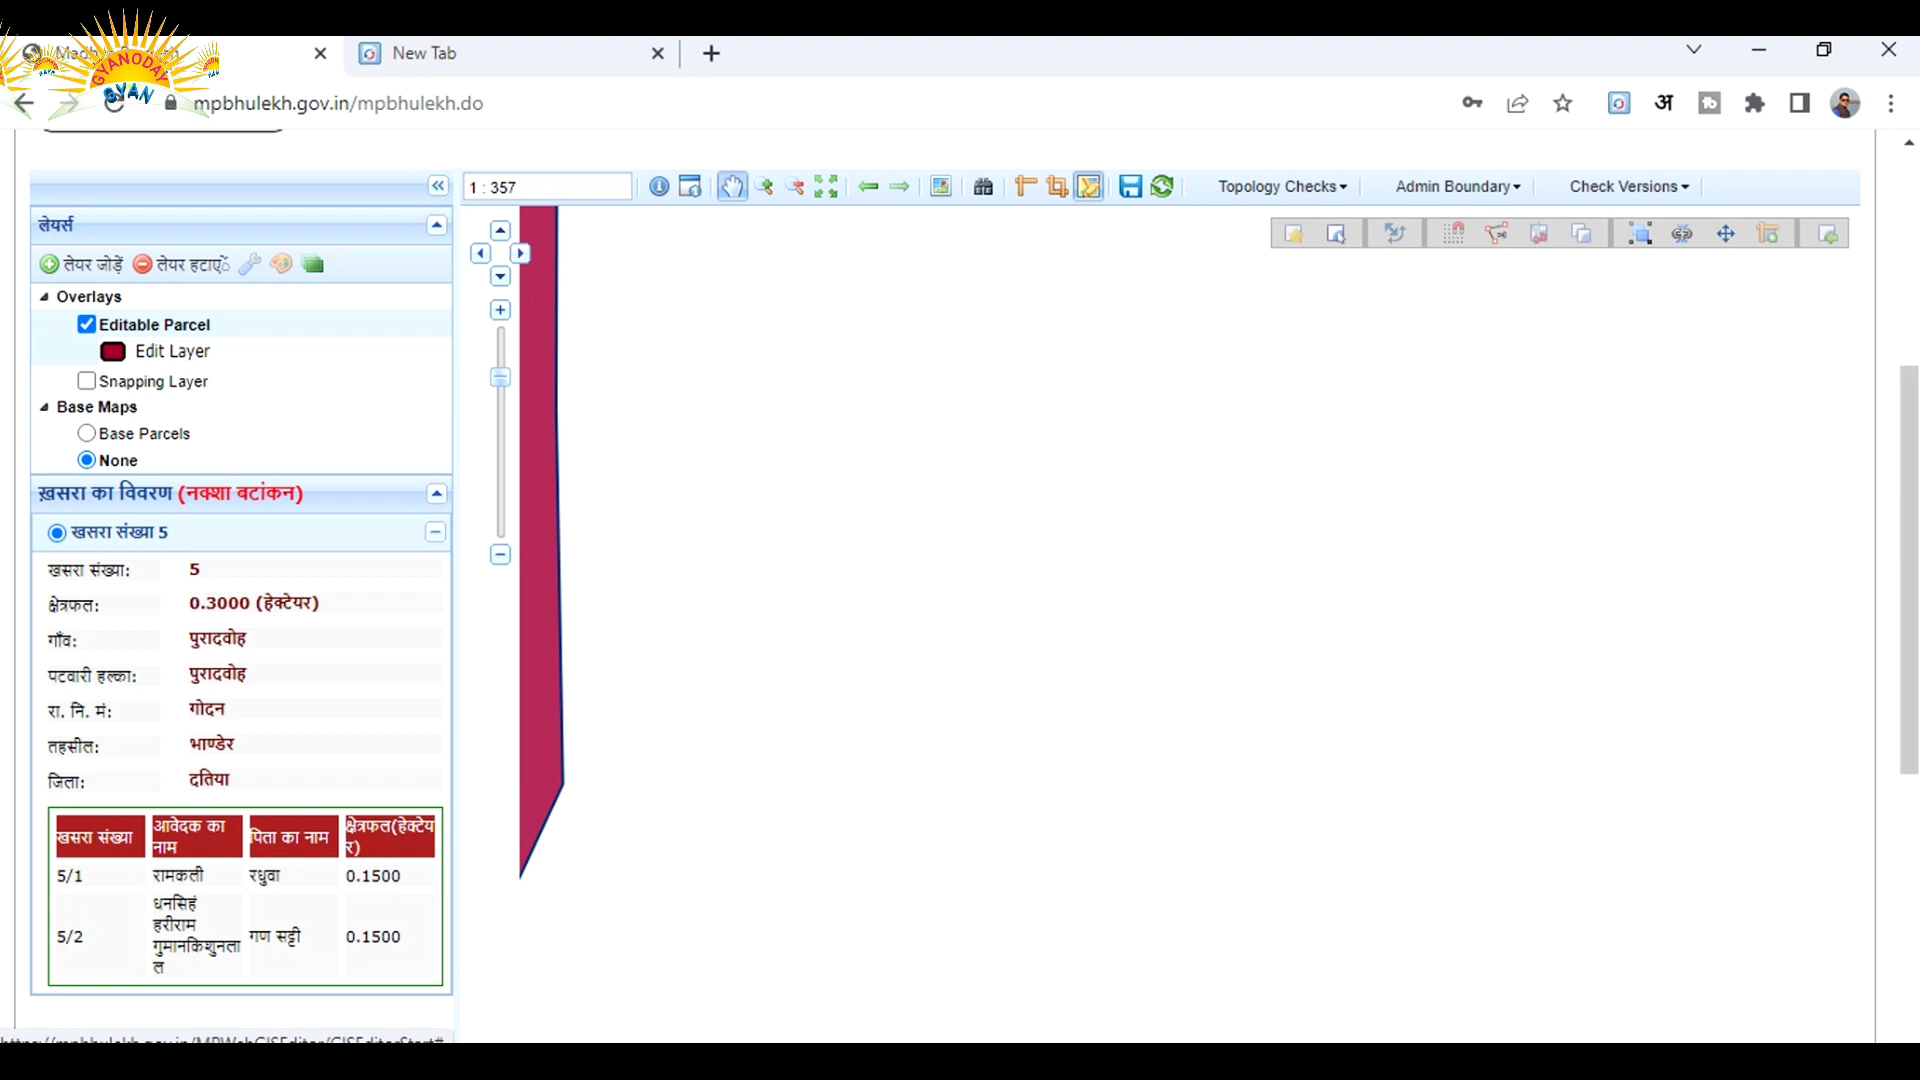 GYANODAY
GYAN
New Tab
mpbhulekh.gov.in/mpbhulekh.do
1 : 357
Topology Checks
Admin Boundary
Check Versions
लेयर्स
लेयर जोड़ें
लेयर हटाएँ
Overlays
Editable Parcel
Edit Layer
Snapping Layer
Base Maps
Base Parcels
None
ख़सरा का विवरण (नक्शा बटांकन)
खसरा संख्या 5
खसरा संख्या: 5
क्षेत्रफल: 0.3000 (हेक्टेयर)
गाँव: पुरादवोह
पटवारी हल्का: पुरादवोह
रा. नि. मं: गोदन
तहसील: भाण्डेर
जिला: दतिया
खसरा संख्या आवेदक का नाम पिता का नाम क्षेत्रफल(हेक्टेयर)
5/1 रामकली रधुवा 0.1500
5/2 धनसिहं हरीराम गुमानकिशुनलाल गण सट्टी 0.1500